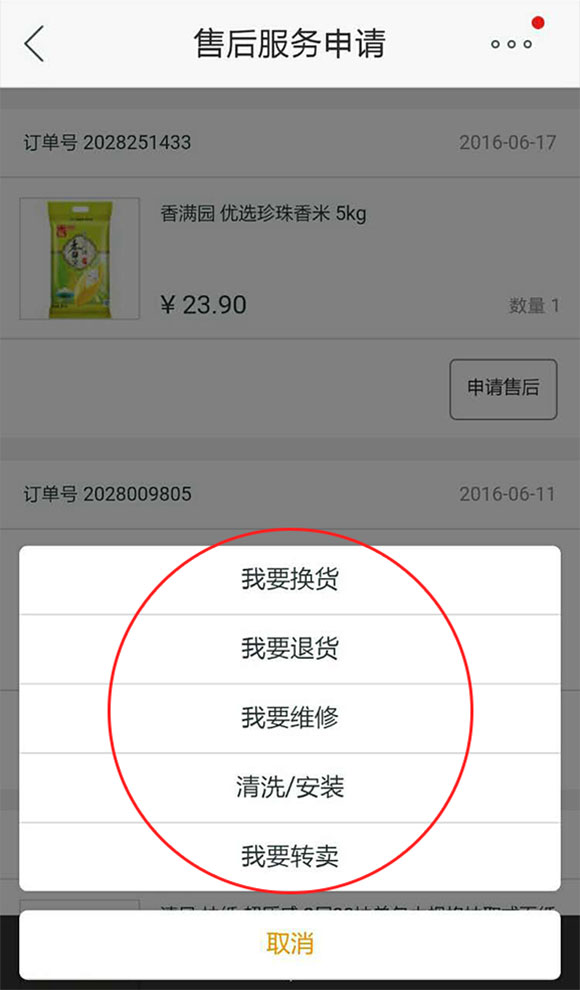 售后服务申请
订单号 2028251433
2016-06-17
香满园 优选珍珠香米 5kg
¥ 23.90
数量 1
申请售后
订单号 2028009805
2016-06-11
我要换货
我要退货
我要维修
清洗/安装
我要转卖
取消